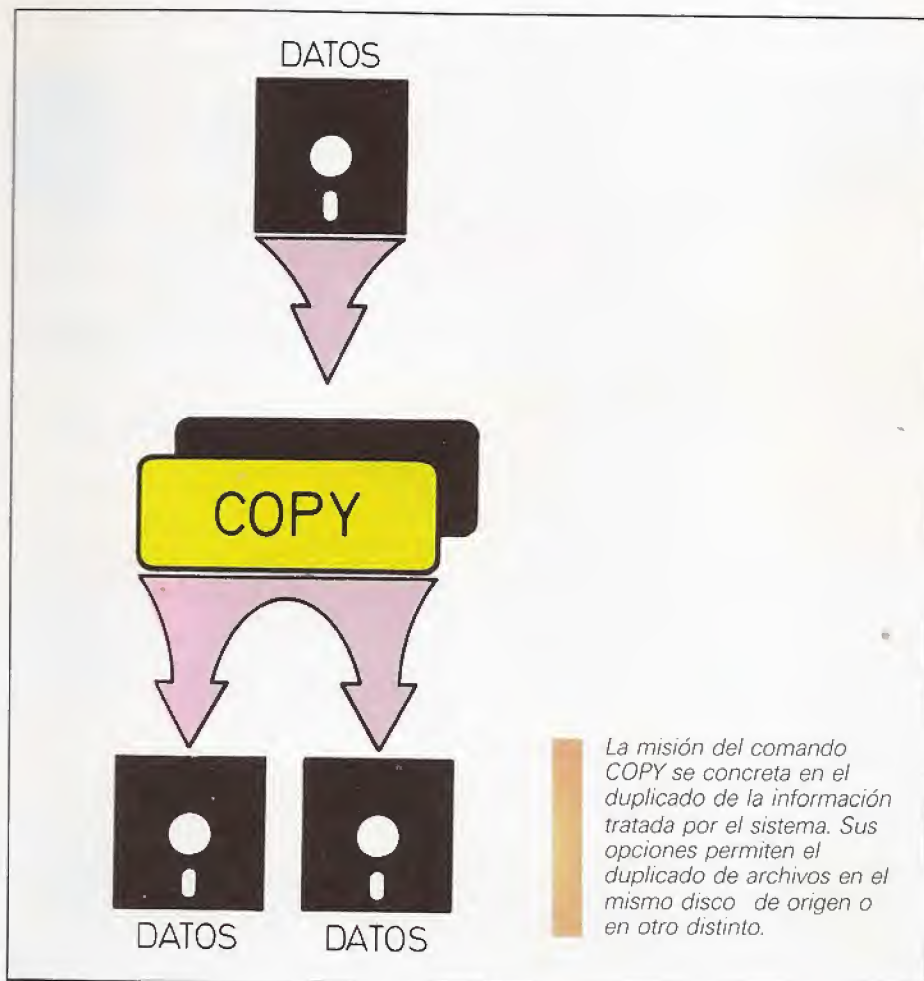 DATOS
COPY
DATOS DATOS
La misión del comando
COPY se concreta en el
duplicado de la información
tratada por el sistema. Sus
opciones permiten el
duplicado de archivos en el
mismo disco de origen o
en otro distinto.